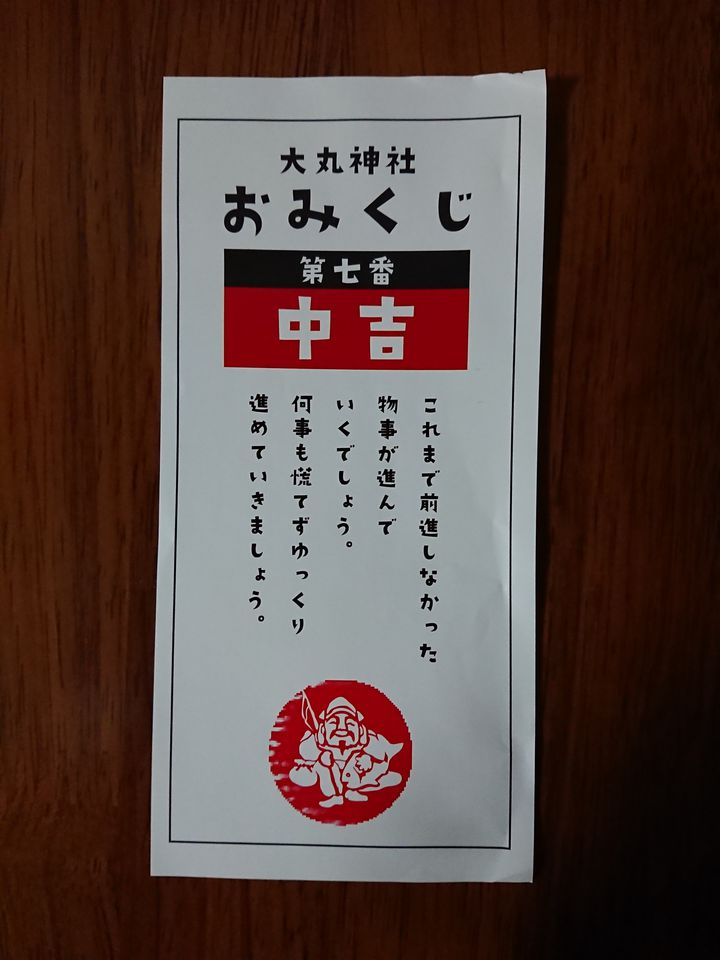 大丸神社
おみくじ
第七番
中吉
これまで前進しなかった
物事が進んで
いくでしょう。
何事も慌てずゆっくり
進めていきましょう。